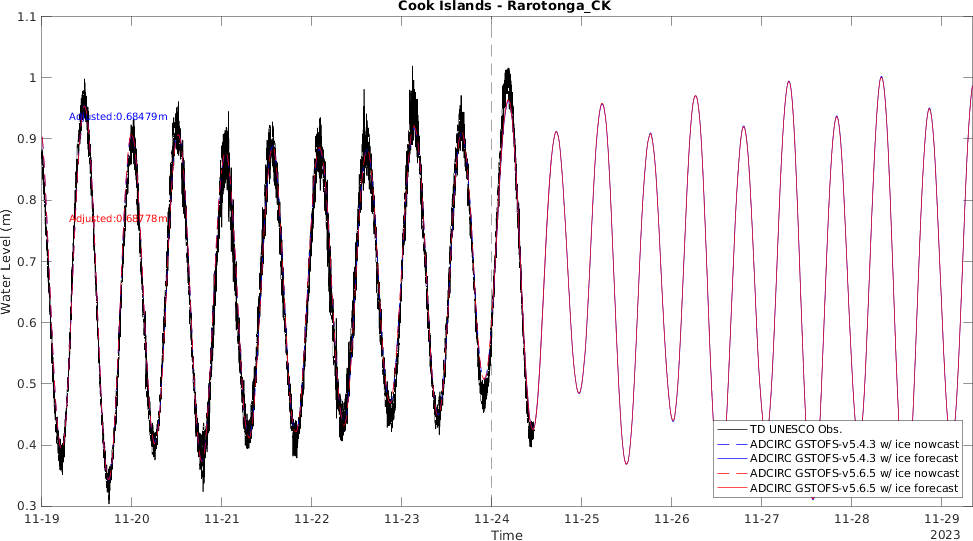 Cook Islands - Rarotonga_CK
1.1
1
0.9
0.8
0.7
0.6
0.5
0.4
0.3
Water Level (m)
Adjusted:0.68479m
Adjusted:0.68778m
TD UNESCO Obs.
ADCIRC GSTOFS-v5.4.3 w/ ice nowcast
ADCIRC GSTOFS-v5.4.3 w/ ice forecast
ADCIRC GSTOFS-v5.6.5 w/ ice nowcast
ADCIRC GSTOFS-v5.6.5 w/ ice forecast
11-19 11-20 11-21 11-22 11-23 11-24 11-25 11-26 11-27 11-28 11-29
Time 2023